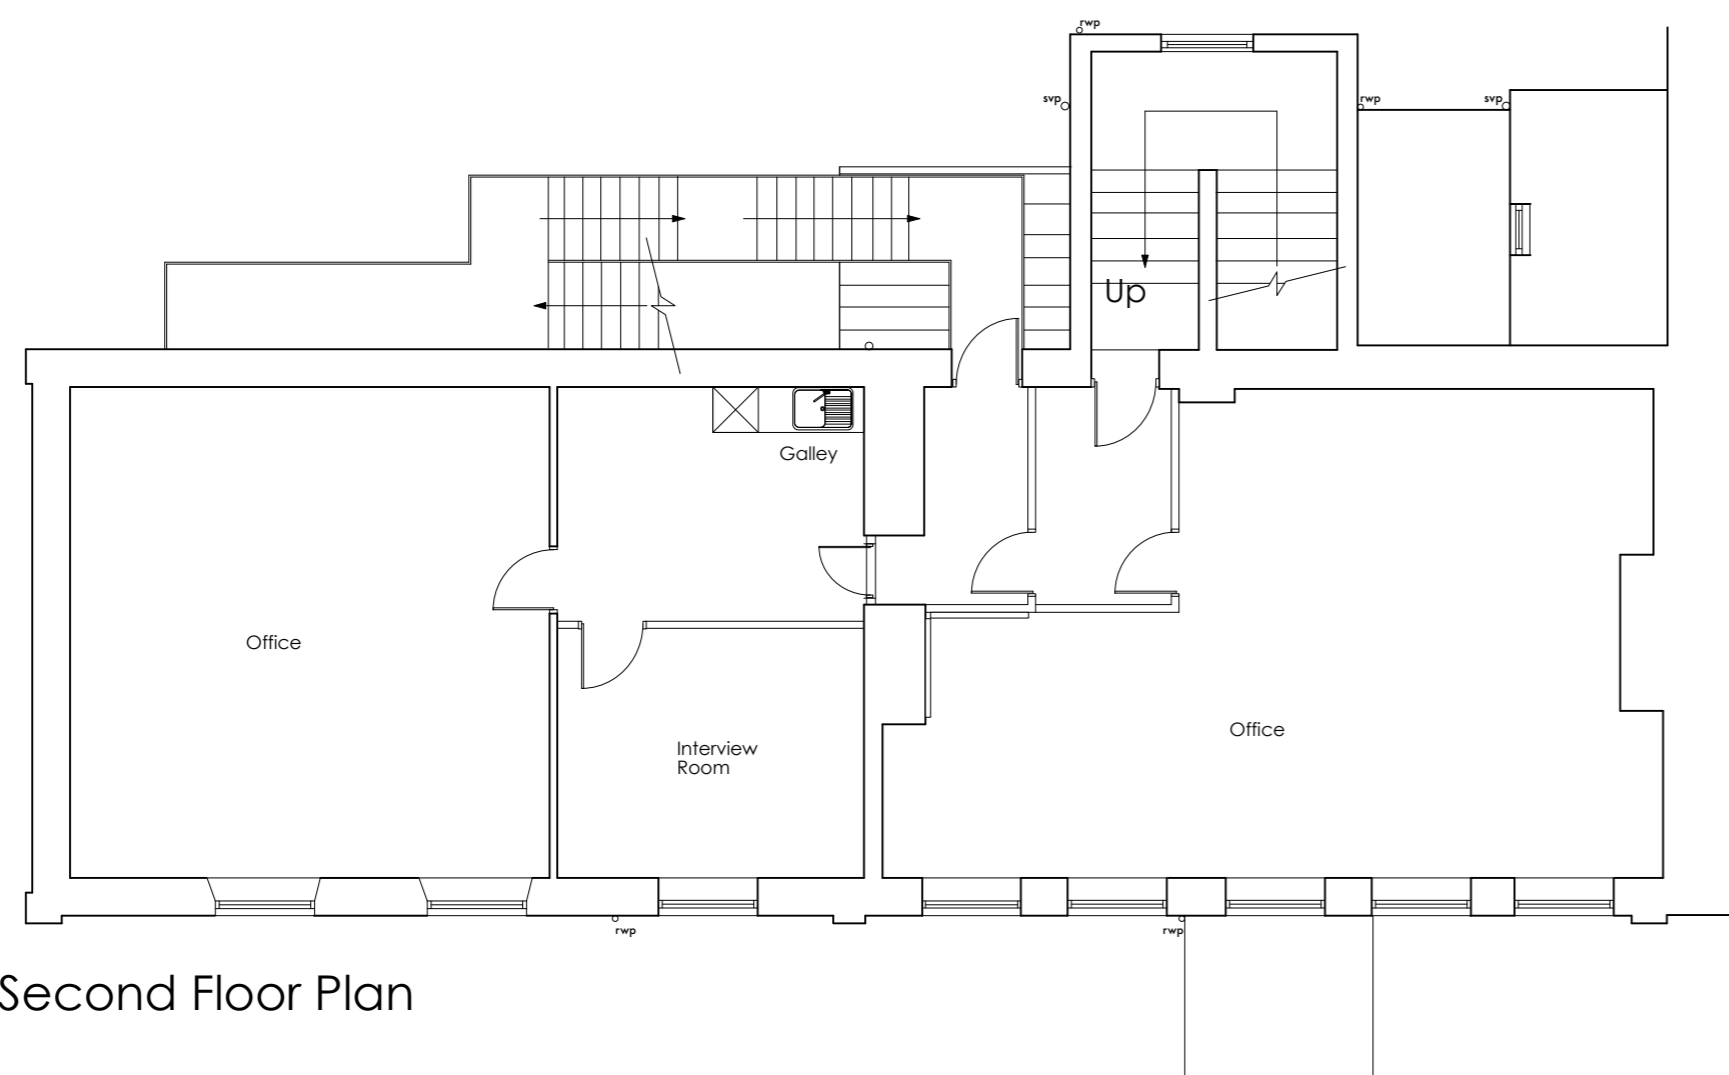 rwp
svp
rwp
svp
Up
Galley
Office
Interview
Room
Office
rwp
rwp
Second Floor Plan